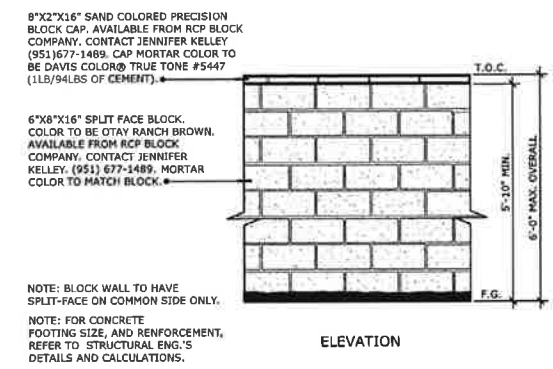 8"X2"X16" SAND COLORED PRECISION
BLOCK CAP. AVAILABLE FROM RCP BLOCK
COMPANY. CONTACT JENNIFER KELLEY
(951)677-1489. CAP MORTAR COLOR TO
BE DAVIS COLOR® TRUE TONE #5447
(1LB/94LBS OF CEMENT).
6"X8"X16" SPLIT FACE BLOCK.
COLOR TO BE OTAY RANCH BROWN.
AVAILABLE FROM RCP BLOCK
COMPANY. CONTACT JENNIFER
KELLEY. (951) 677-1489. MORTAR
COLOR TO MATCH BLOCK.
NOTE: BLOCK WALL TO HAVE
SPLIT-FACE ON COMMON SIDE ONLY.
NOTE: FOR CONCRETE
FOOTING SIZE, AND RENFORCEMENT,
REFER TO STRUCTURAL ENG.'S
DETAILS AND CALCULATIONS.
T.O.C.
5'-10" MIN.
6'-0" MAX. OVERALL
F.G.
ELEVATION